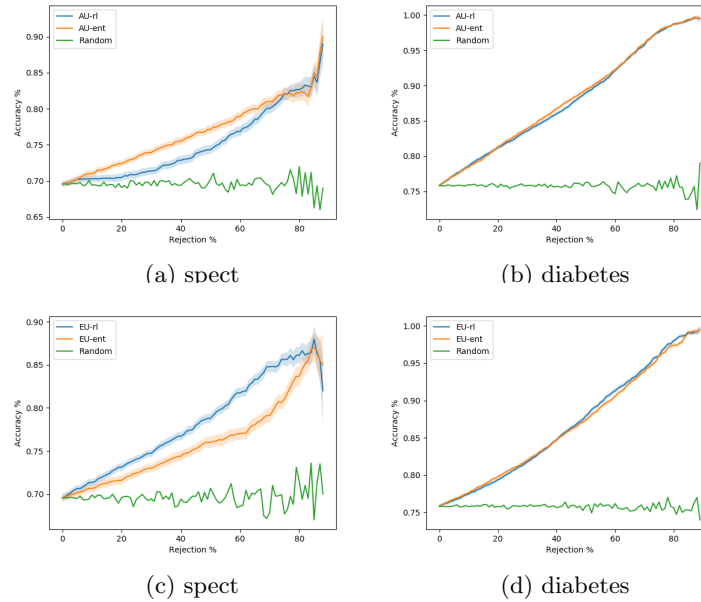 AU-rl
AU-ent
Random
0.90
0.85
0.80
0.75
0.70
0.65
Accuracy %
0 20 40 60 80
Rejection %
(a) spect
AU-rl
AU-ent
Random
1.00
0.95
0.90
0.85
0.80
0.75
Accuracy %
0 20 40 60 80
Rejection %
(b) diabetes
EU-rl
EU-ent
Random
0.90
0.85
0.80
0.75
0.70
Accuracy %
0 20 40 60 80
Rejection %
(c) spect
EU-rl
EU-ent
Random
1.00
0.95
0.90
0.85
0.80
0.75
Accuracy %
0 20 40 60 80
Rejection %
(d) diabetes